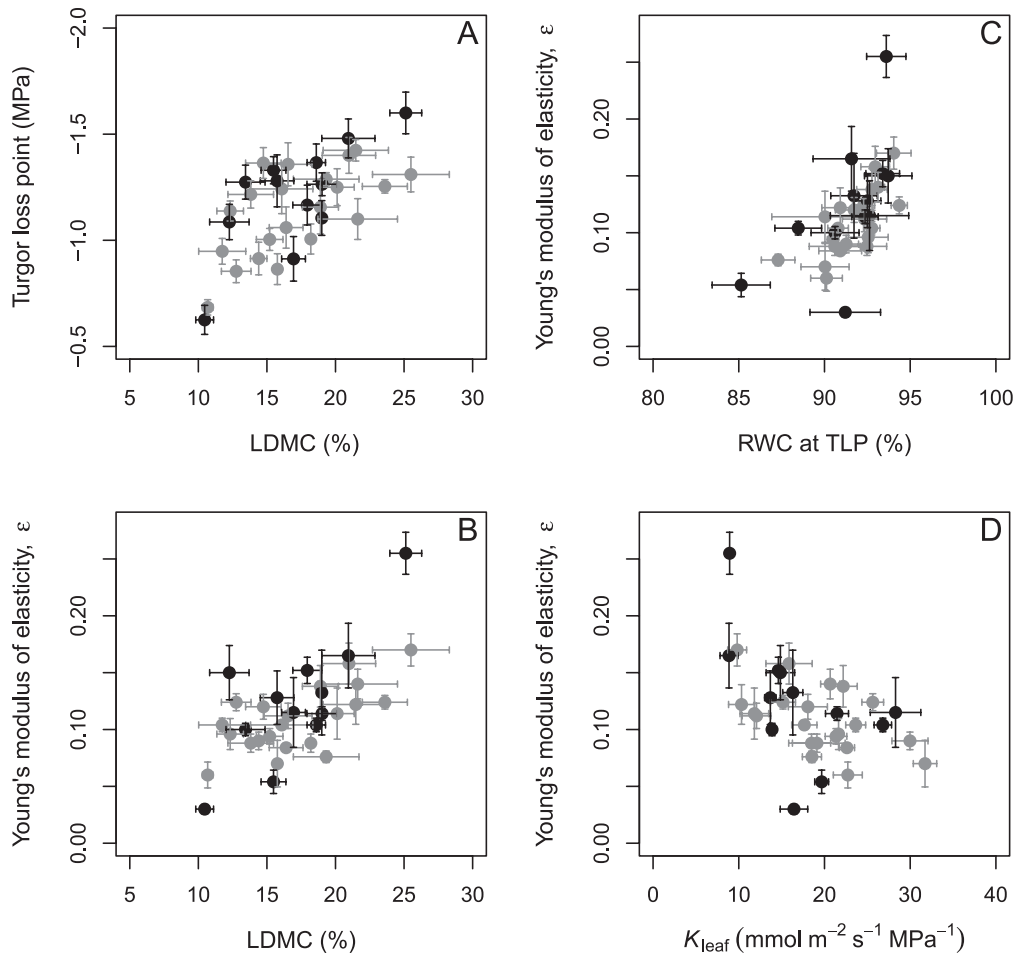 A
Turgor loss point (MPa)
−2.0
−1.5
−1.0
−0.5
5 10 15 20 25 30
LDMC (%)
C
Young's modulus of elasticity, ε
0.20
0.10
0.00
80 85 90 95 100
RWC at TLP (%)
B
Young's modulus of elasticity, ε
0.20
0.10
0.00
5 10 15 20 25 30
LDMC (%)
D
Young's modulus of elasticity, ε
0.20
0.10
0.00
0 10 20 30 40
K_leaf (mmol m⁻² s⁻¹ MPa⁻¹)